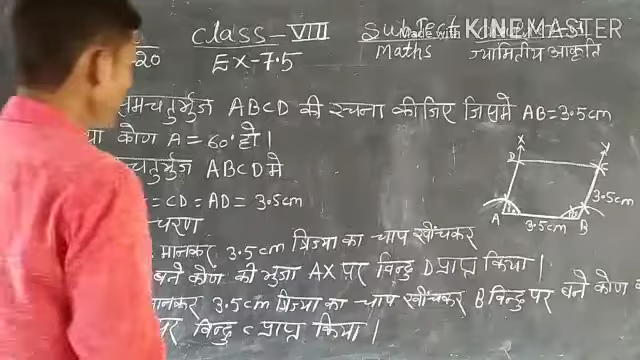 Class-VIII Subject
Made with KINEMASTER
20 Ex-7.5 Maths ज्यामितीय आकृति
समचतुर्भुज ABCD की रचना कीजिए जिसमे AB=3.5cm
कोण A = 60° हो।
चतुर्भुज ABCD मे
= CD = AD = 3.5cm
चरण
मानकर 3.5cm त्रिज्या का चाप खींचकर
बने कोण की भुजा AX पर बिन्दु D प्राप्त किया।
मानकर 3.5cm त्रिज्या का चाप खींचकर B बिन्दु पर बने कोण
पर बिन्दु C प्राप्त किया।
X Y
D
3.5cm
A 3.5cm B